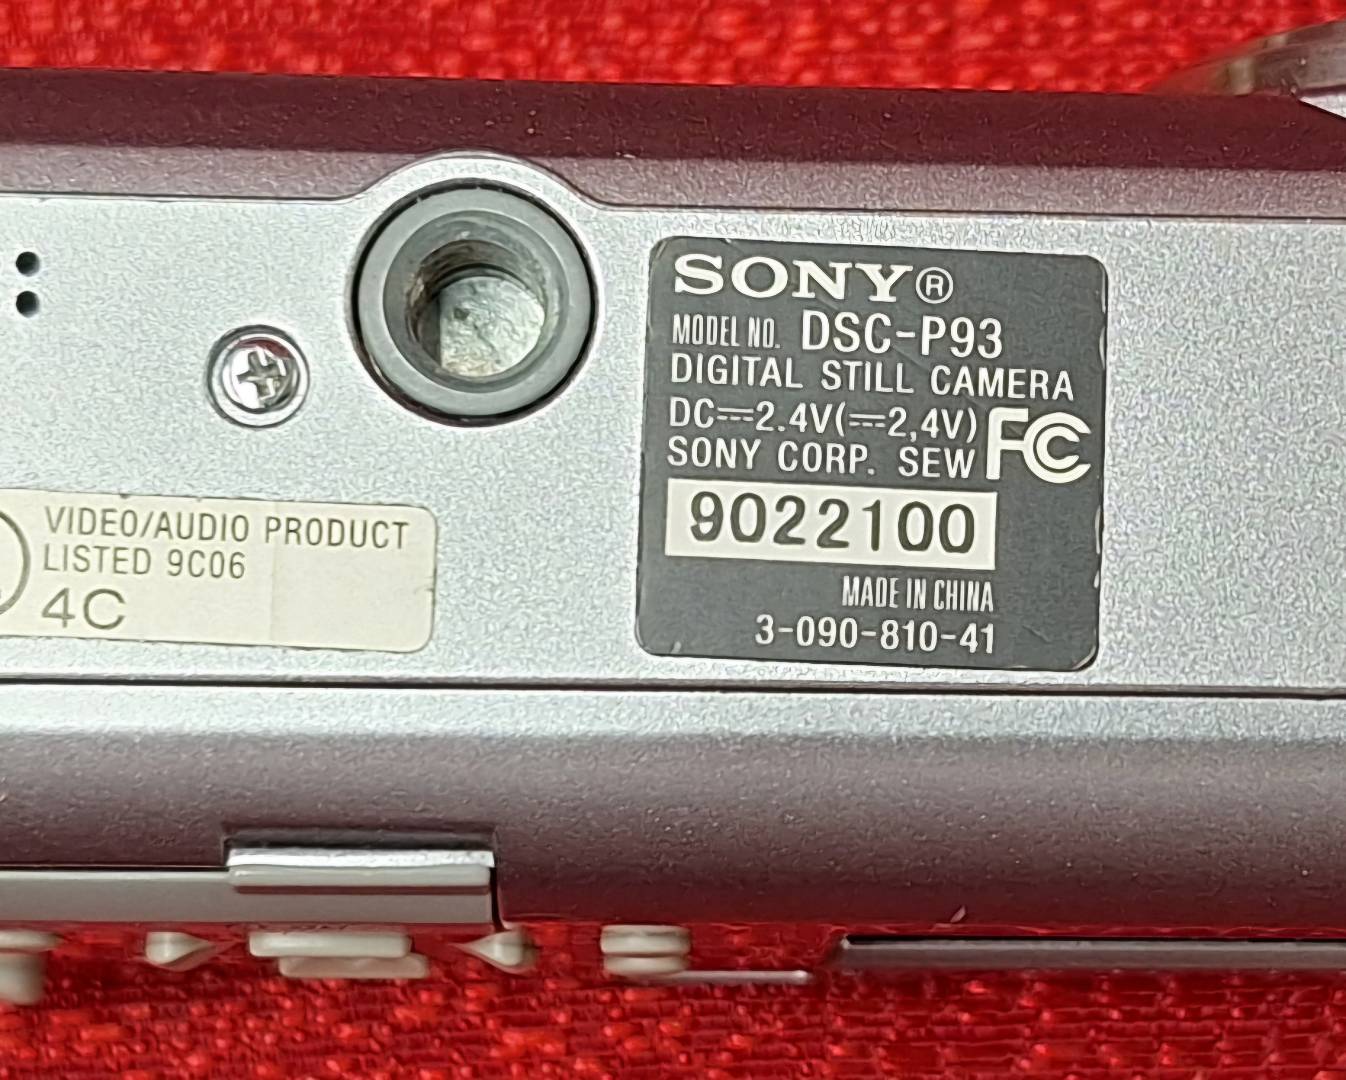 SONY®
MODEL NO. DSC-P93
DIGITAL STILL CAMERA
DC⎓2.4V(⎓2,4V)
SONY CORP. SEW FC
9022100
MADE IN CHINA
3-090-810-41
VIDEO/AUDIO PRODUCT
LISTED 9C06
4C